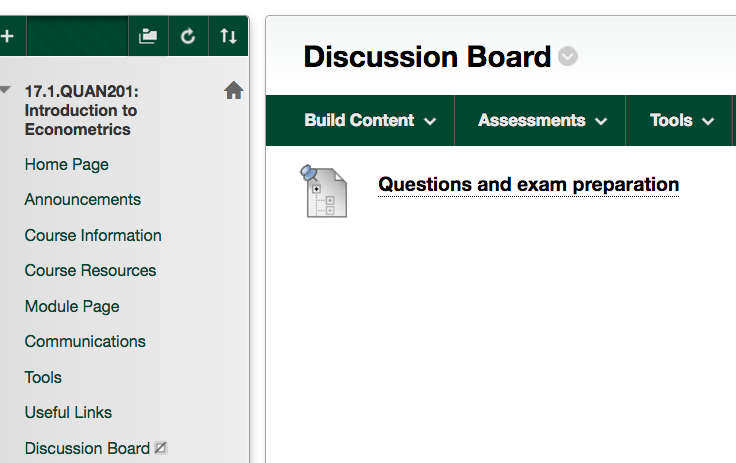 17.1.QUAN201:
Introduction to
Econometrics
Home Page
Announcements
Course Information
Course Resources
Module Page
Communications
Tools
Useful Links
Discussion Board
Discussion Board
Build Content
Assessments
Tools
Questions and exam preparation